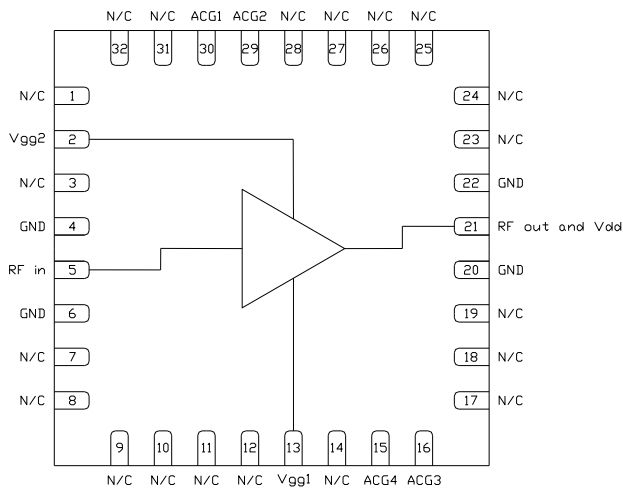 N/C N/C ACG1 ACG2 N/C N/C N/C N/C
32 31 30 29 28 27 26 25
N/C 1 24 N/C
Vgg2 2 23 N/C
N/C 3 22 GND
GND 4 21 RF out and Vdd
RF in 5 20 GND
GND 6 19 N/C
N/C 7 18 N/C
N/C 8 17 N/C
9 10 11 12 13 14 15 16
N/C N/C N/C N/C Vgg1 N/C ACG4 ACG3